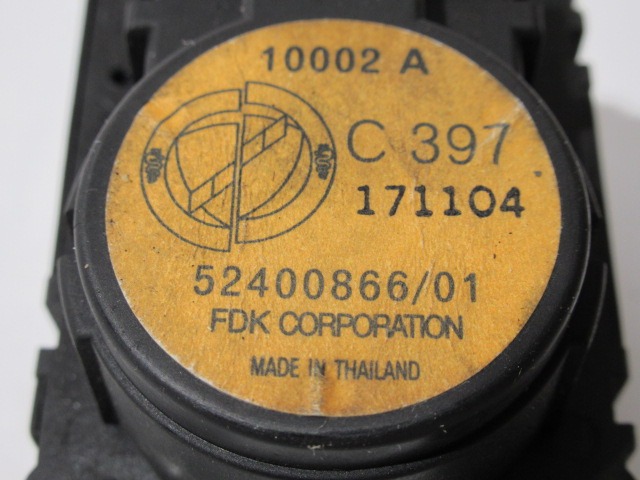 10002 A
C 397
171104
52400866/01
FDK CORPORATION
MADE IN THAILAND